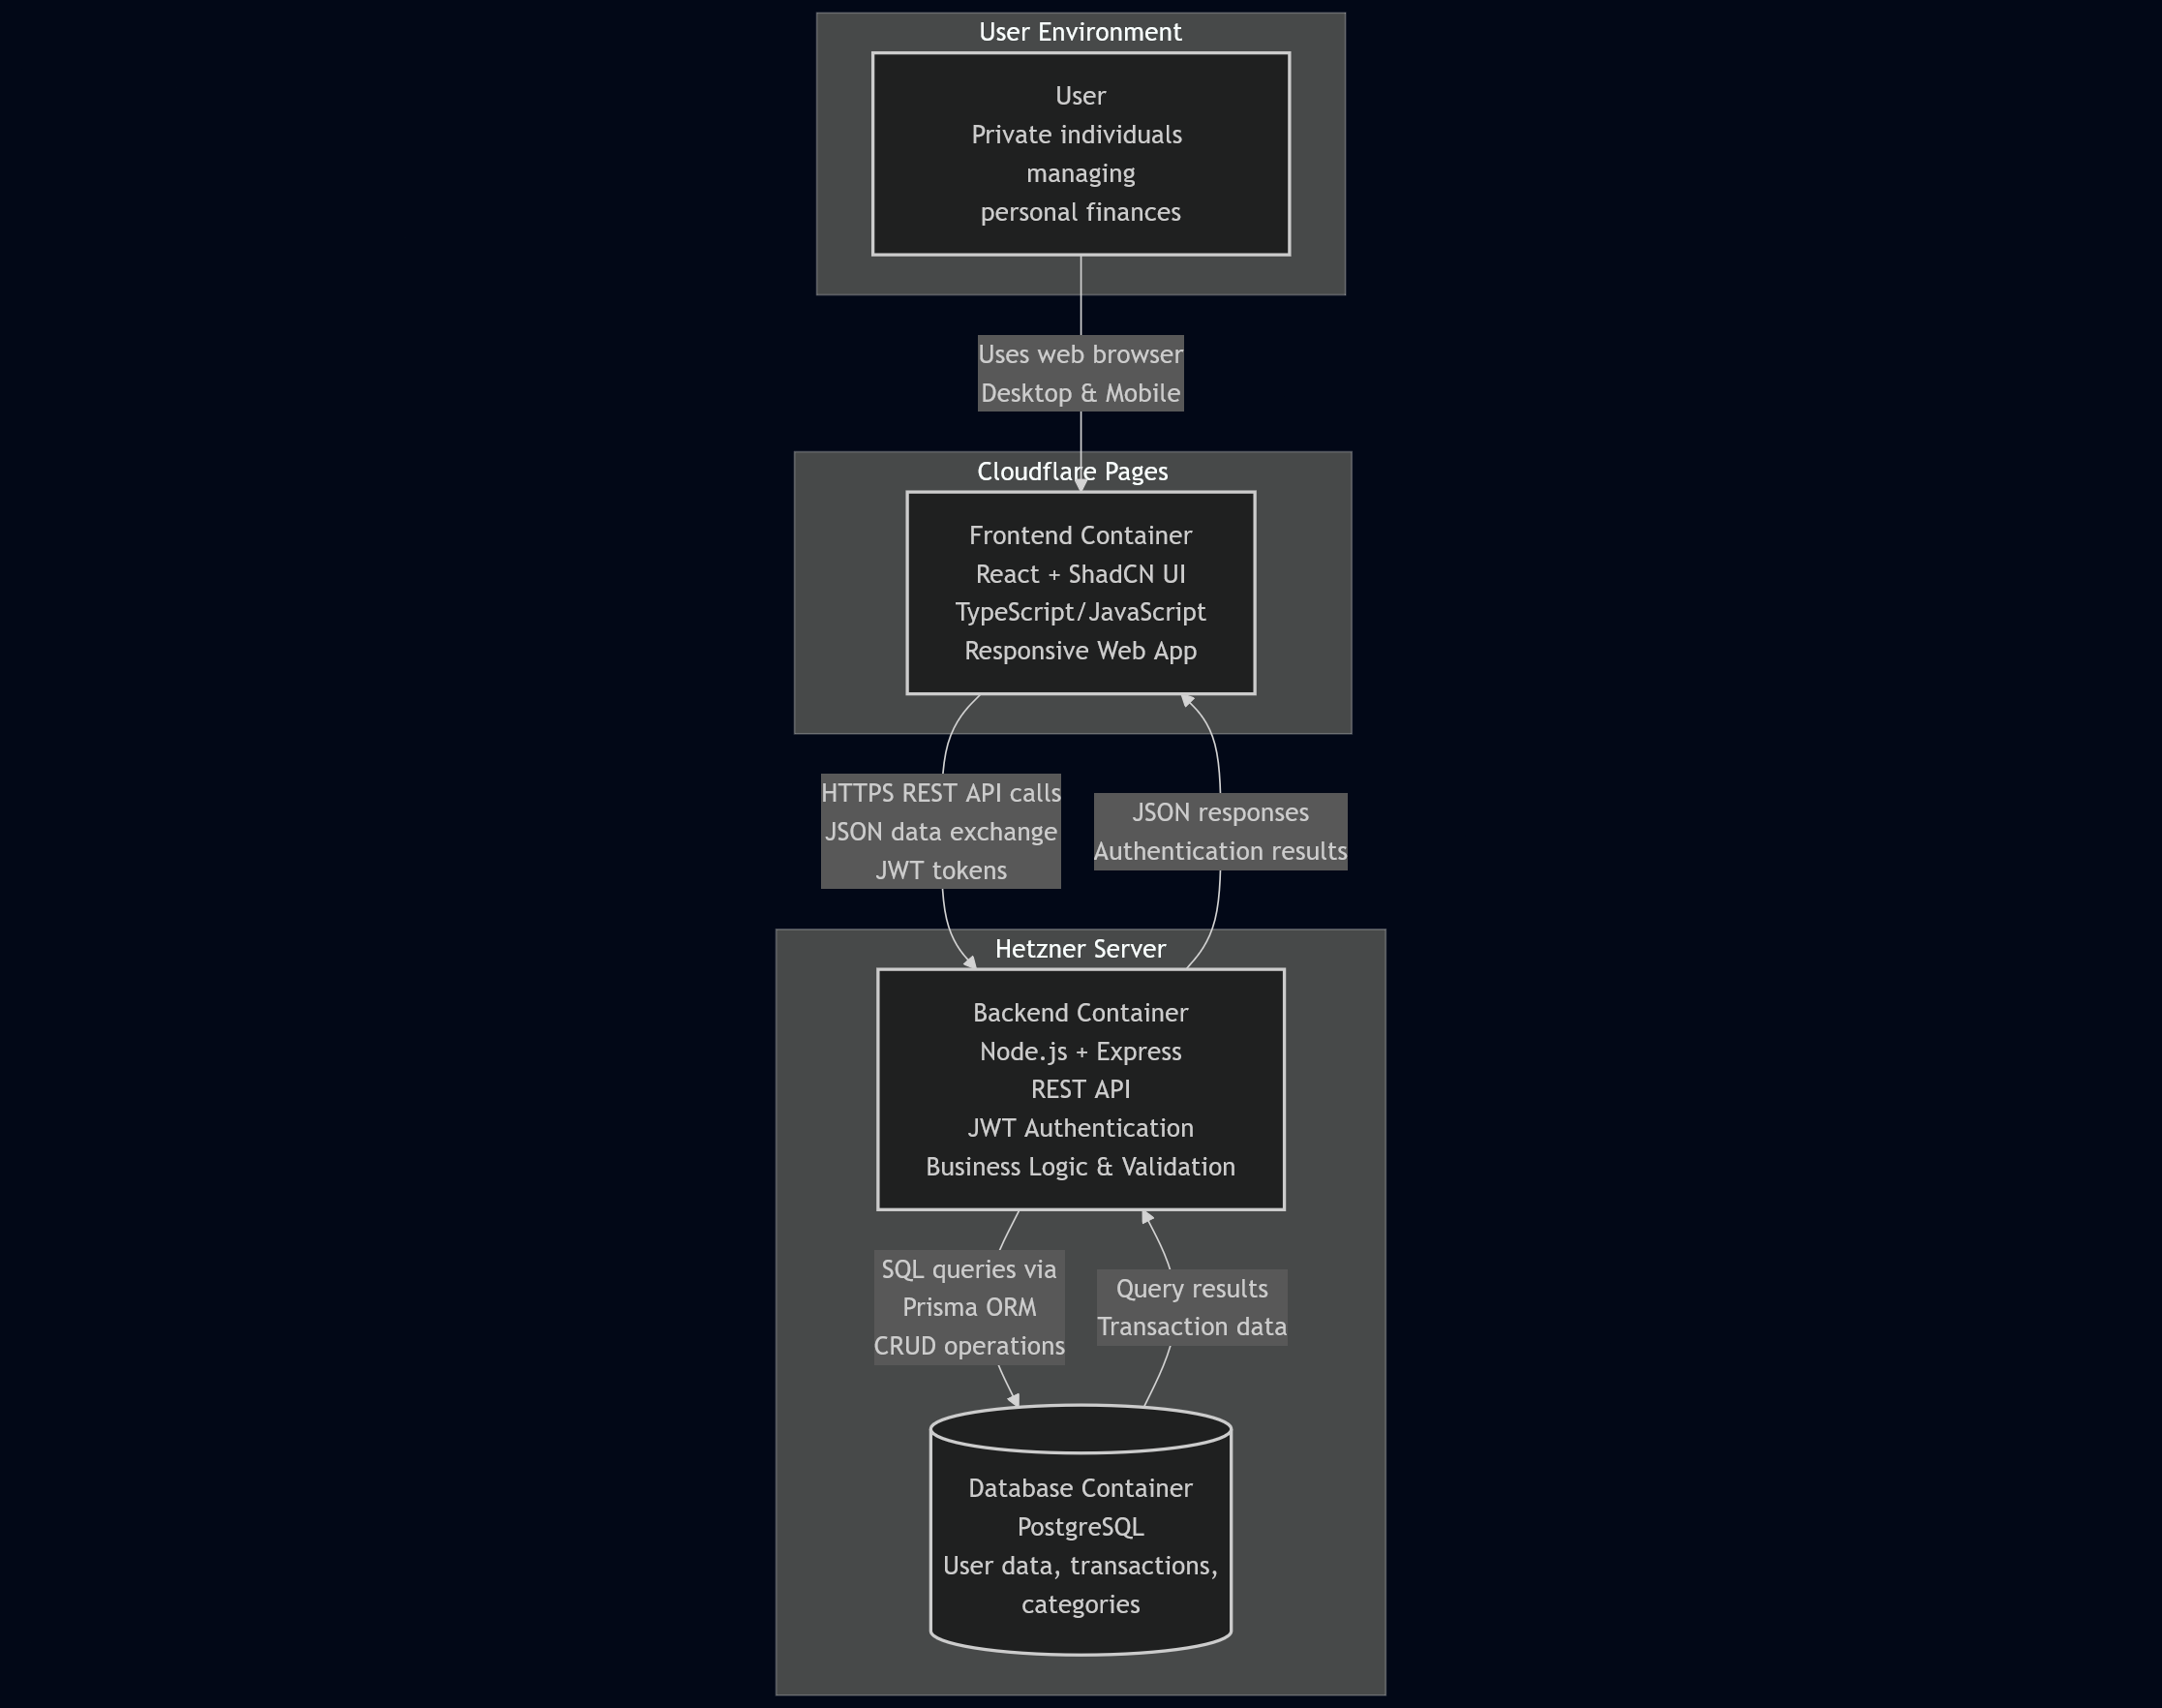 User Environment
User
Private individuals
managing
personal finances
Uses web browser
Desktop & Mobile
Cloudflare Pages
Frontend Container
React + ShadCN UI
TypeScript/JavaScript
Responsive Web App
HTTPS REST API calls
JSON data exchange
JWT tokens
JSON responses
Authentication results
Hetzner Server
Backend Container
Node.js + Express
REST API
JWT Authentication
Business Logic & Validation
SQL queries via
Prisma ORM
CRUD operations
Query results
Transaction data
Database Container
PostgreSQL
User data, transactions,
categories